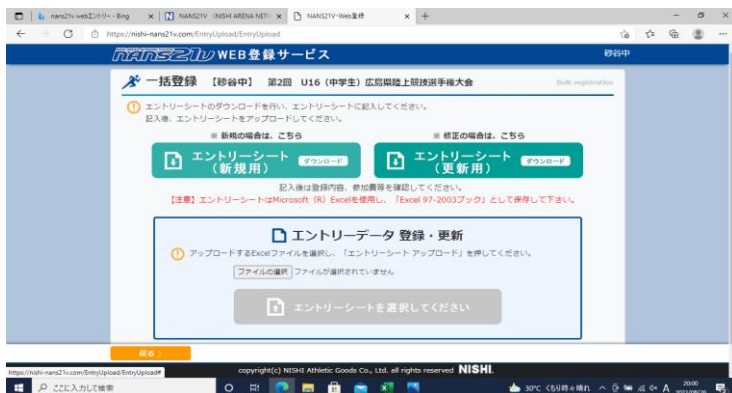 nans21v webエントリー - Bing
NANS21V (NISHI ARENA NET)
NANS21V-Web登録
https://nishi-nans21v.com/EntryUpload/EntryUpload
NANS21V WEB登録サービス
砂谷中
一括登録 【砂谷中】 第2回 U16（中学生）広島県陸上競技選手権大会
Bulk registration
エントリーシートのダウンロードを行い、エントリーシートに記入してください。
記入後、エントリーシートをアップロードしてください。
※ 新規の場合は、こちら
※ 修正の場合は、こちら
エントリーシート
（新規用）
ダウンロード
エントリーシート
（更新用）
ダウンロード
記入後は登録内容、参加費等を確認してください。
【注意】エントリーシートはMicrosoft（R）Excelを使用し、「Excel 97-2003ブック」として保存して下さい。
エントリーデータ 登録・更新
アップロードするExcelファイルを選択し、「エントリーシート アップロード」を押してください。
ファイルの選択 ファイルが選択されていません
エントリーシートを選択してください
戻る 〉
https://nishi-nans21v.com/EntryUpload/EntryUpload#
copyright(c) NISHI Athletic Goods Co., Ltd. all rights reserved NISHI.
ここに入力して検索
30°C くもり時々晴れ
A
20:00